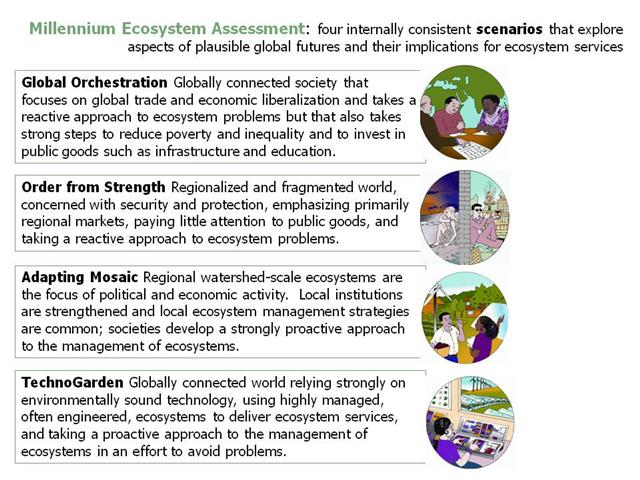 Millennium Ecosystem Assessment: four internally consistent scenarios that explore
aspects of plausible global futures and their implications for ecosystem services
Global Orchestration Globally connected society that
focuses on global trade and economic liberalization and takes a
reactive approach to ecosystem problems but that also takes
strong steps to reduce poverty and inequality and to invest in
public goods such as infrastructure and education.
Order from Strength Regionalized and fragmented world,
concerned with security and protection, emphasizing primarily
regional markets, paying little attention to public goods, and
taking a reactive approach to ecosystem problems.
Adapting Mosaic Regional watershed-scale ecosystems are
the focus of political and economic activity. Local institutions
are strengthened and local ecosystem management strategies
are common; societies develop a strongly proactive approach
to the management of ecosystems.
TechnoGarden Globally connected world relying strongly on
environmentally sound technology, using highly managed,
often engineered, ecosystems to deliver ecosystem services,
and taking a proactive approach to the management of
ecosystems in an effort to avoid problems.